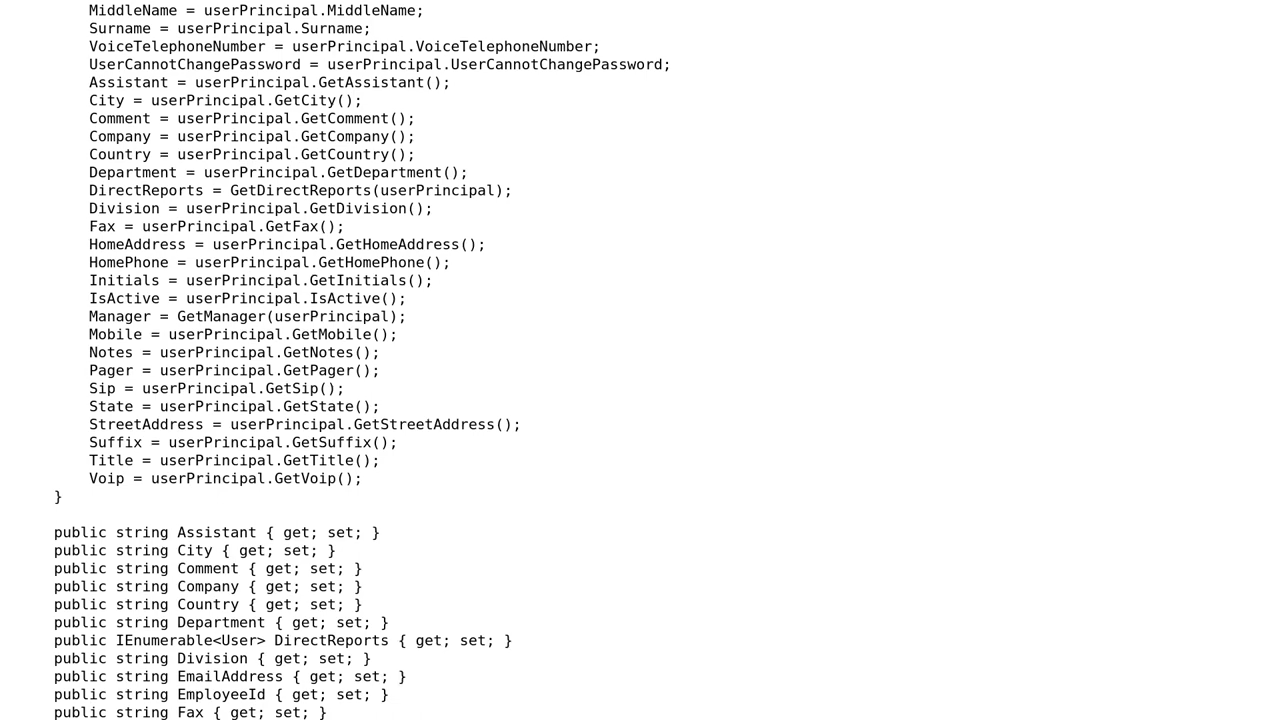 MiddleName = userPrincipal.MiddleName;
Surname = userPrincipal.Surname;
VoiceTelephoneNumber = userPrincipal.VoiceTelephoneNumber;
UserCannotChangePassword = userPrincipal.UserCannotChangePassword;
Assistant = userPrincipal.GetAssistant();
City = userPrincipal.GetCity();
Comment = userPrincipal.GetComment();
Company = userPrincipal.GetCompany();
Country = userPrincipal.GetCountry();
Department = userPrincipal.GetDepartment();
DirectReports = GetDirectReports(userPrincipal);
Division = userPrincipal.GetDivision();
Fax = userPrincipal.GetFax();
HomeAddress = userPrincipal.GetHomeAddress();
HomePhone = userPrincipal.GetHomePhone();
Initials = userPrincipal.GetInitials();
IsActive = userPrincipal.IsActive();
Manager = GetManager(userPrincipal);
Mobile = userPrincipal.GetMobile();
Notes = userPrincipal.GetNotes();
Pager = userPrincipal.GetPager();
Sip = userPrincipal.GetSip();
State = userPrincipal.GetState();
StreetAddress = userPrincipal.GetStreetAddress();
Suffix = userPrincipal.GetSuffix();
Title = userPrincipal.GetTitle();
Voip = userPrincipal.GetVoip();
}
public string Assistant { get; set; }
public string City { get; set; }
public string Comment { get; set; }
public string Company { get; set; }
public string Country { get; set; }
public string Department { get; set; }
public IEnumerable<User> DirectReports { get; set; }
public string Division { get; set; }
public string EmailAddress { get; set; }
public string EmployeeId { get; set; }
public string Fax { get; set; }